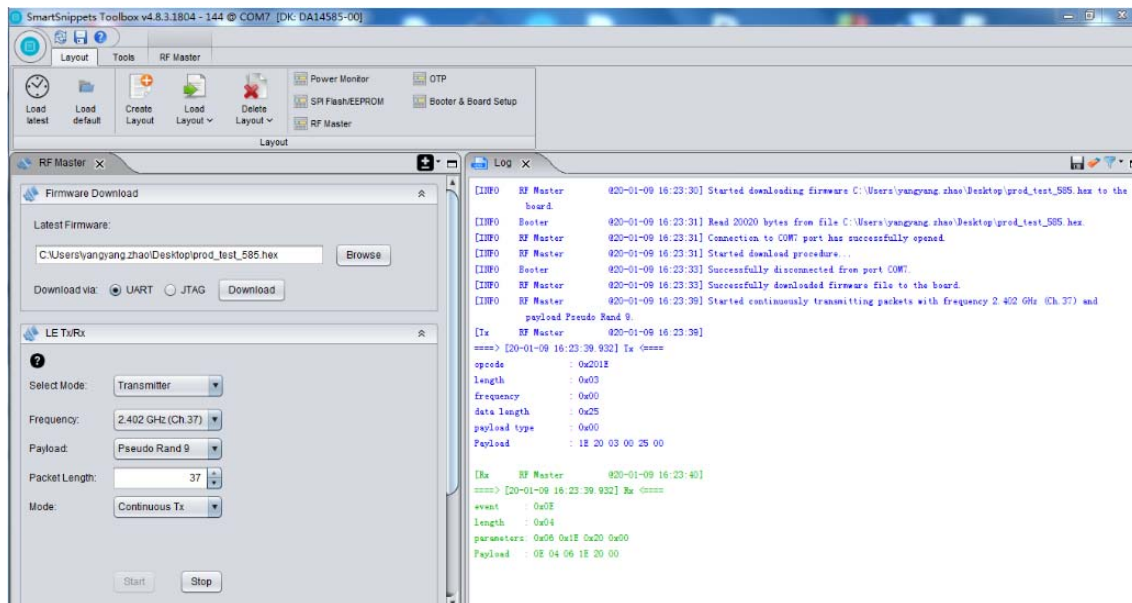 SmartSnippets Toolbox v4.8.3.1804 - 144 @ COM7 [DK: DA14585-00]
Layout Tools RF Master
Load latest
Load default
Create Layout
Load Layout
Delete Layout
Power Monitor
SPI Flash/EEPROM
RF Master
OTP
Booter & Board Setup
Layout
RF Master
Firmware Download
Latest Firmware:
C:\Users\yangyang.zhao\Desktop\prod_test_585.hex Browse
Download via: UART JTAG Download
LE Tx/Rx
Select Mode: Transmitter
Frequency: 2.402 GHz (Ch.37)
Payload: Pseudo Rand 9
Packet Length: 37
Mode: Continuous Tx
Start Stop
Log
[INFO RF Master @20-01-09 16:23:30] Started downloading firmware C:\Users\yangyang.zhao\Desktop\prod_test_585.hex to the
board.
[INFO Booter @20-01-09 16:23:31] Read 20020 bytes from file C:\Users\yangyang.zhao\Desktop\prod_test_585.hex.
[INFO RF Master @20-01-09 16:23:31] Connection to COM7 port has successfully opened.
[INFO RF Master @20-01-09 16:23:31] Started download procedure...
[INFO Booter @20-01-09 16:23:33] Successfully disconnected from port COM7.
[INFO RF Master @20-01-09 16:23:33] Successfully downloaded firmware file to the board.
[INFO RF Master @20-01-09 16:23:39] Started continuously transmitting packets with frequency 2.402 GHz (Ch.37) and
payload Pseudo Rand 9.
[Tx RF Master @20-01-09 16:23:39]
====> [20-01-09 16:23:39.932] Tx <====
opcode : 0x201E
length : 0x03
frequency : 0x00
data length : 0x25
payload type : 0x00
Payload : 1E 20 03 00 25 00
[Rx RF Master @20-01-09 16:23:40]
====> [20-01-09 16:23:39.932] Rx <====
event : 0x0E
length : 0x04
parameters: 0x06 0x1E 0x20 0x00
Payload : 0E 04 06 1E 20 00